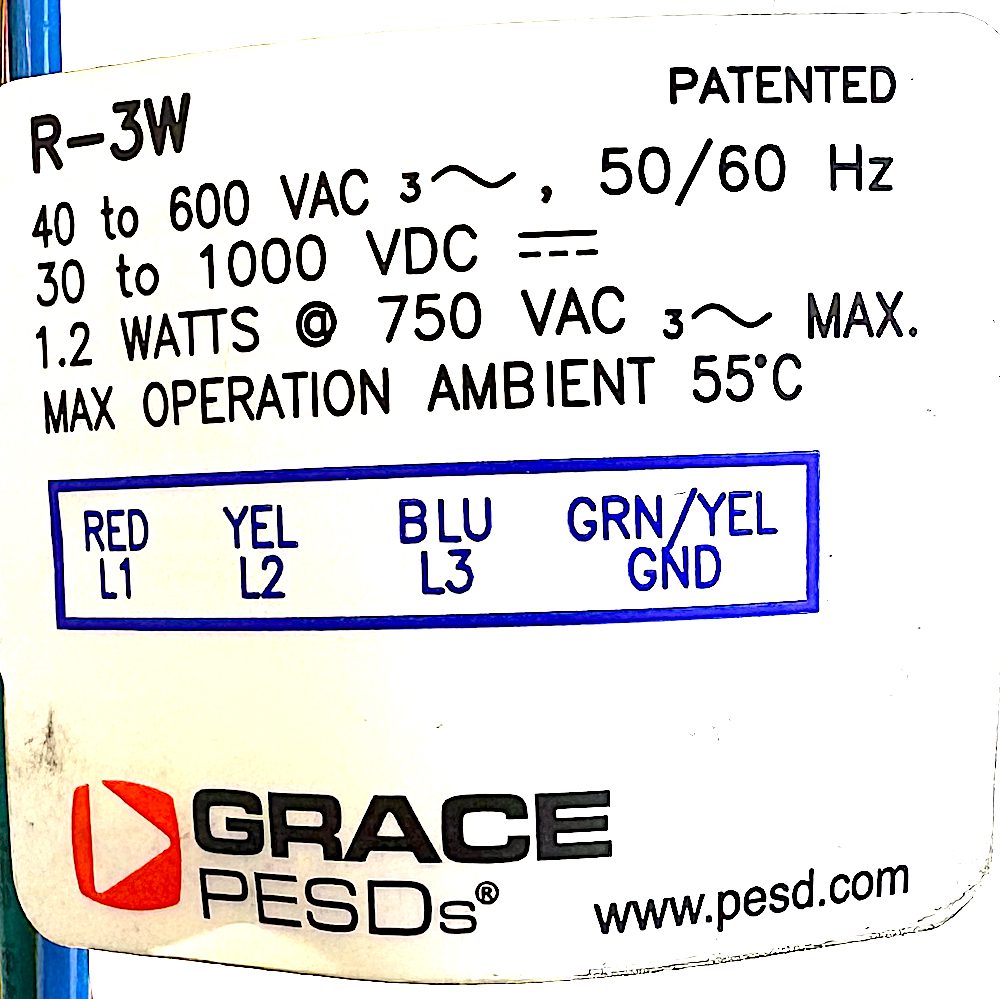 PATENTED
R-3W
40 to 600 VAC 3~, 50/60 Hz
30 to 1000 VDC ⎓
1.2 WATTS @ 750 VAC 3~ MAX.
MAX OPERATION AMBIENT 55°C
RED YEL BLU GRN/YEL
L1 L2 L3 GND
GRACE
PESDs®
www.pesd.com